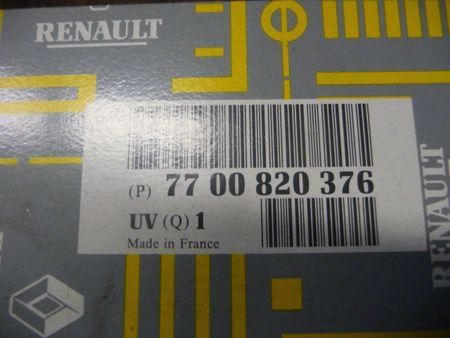 RENAULT
(P) 77 00 820 376
UV (Q) 1
Made in France
RENAULT